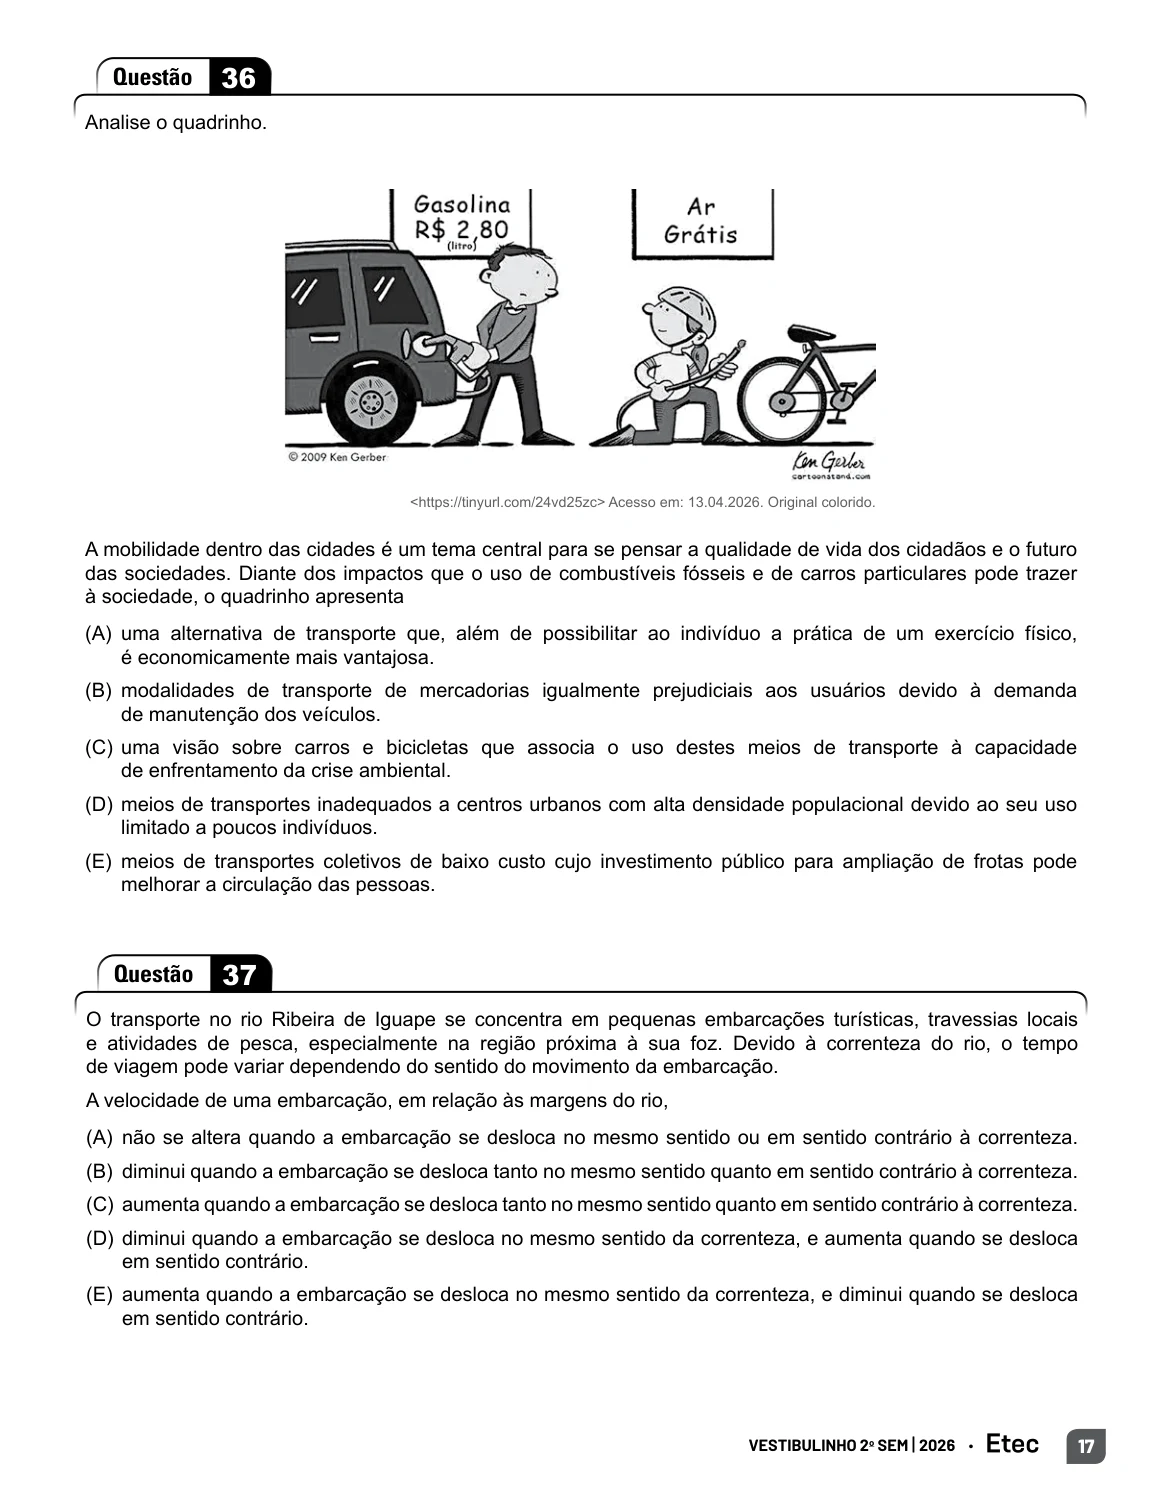 Questão 36
Analise o quadrinho.
Gasolina
R$ 2,80
(litro)
Ar
Grátis
© 2009 Ken Gerber
Ken Gerber
cartoonstand.com
<https://tinyurl.com/24vd25zc> Acesso em: 13.04.2026. Original colorido.
A mobilidade dentro das cidades é um tema central para se pensar a qualidade de vida dos cidadãos e o futuro
das sociedades. Diante dos impactos que o uso de combustíveis fósseis e de carros particulares pode trazer
à sociedade, o quadrinho apresenta
(A) uma alternativa de transporte que, além de possibilitar ao indivíduo a prática de um exercício físico,
é economicamente mais vantajosa.
(B) modalidades de transporte de mercadorias igualmente prejudiciais aos usuários devido à demanda
de manutenção dos veículos.
(C) uma visão sobre carros e bicicletas que associa o uso destes meios de transporte à capacidade
de enfrentamento da crise ambiental.
(D) meios de transportes inadequados a centros urbanos com alta densidade populacional devido ao seu uso
limitado a poucos indivíduos.
(E) meios de transportes coletivos de baixo custo cujo investimento público para ampliação de frotas pode
melhorar a circulação das pessoas.
Questão 37
O transporte no rio Ribeira de Iguape se concentra em pequenas embarcações turísticas, travessias locais
e atividades de pesca, especialmente na região próxima à sua foz. Devido à correnteza do rio, o tempo
de viagem pode variar dependendo do sentido do movimento da embarcação.
A velocidade de uma embarcação, em relação às margens do rio,
(A) não se altera quando a embarcação se desloca no mesmo sentido ou em sentido contrário à correnteza.
(B) diminui quando a embarcação se desloca tanto no mesmo sentido quanto em sentido contrário à correnteza.
(C) aumenta quando a embarcação se desloca tanto no mesmo sentido quanto em sentido contrário à correnteza.
(D) diminui quando a embarcação se desloca no mesmo sentido da correnteza, e aumenta quando se desloca
em sentido contrário.
(E) aumenta quando a embarcação se desloca no mesmo sentido da correnteza, e diminui quando se desloca
em sentido contrário.
VESTIBULINHO 2º SEM | 2026 • Etec 17